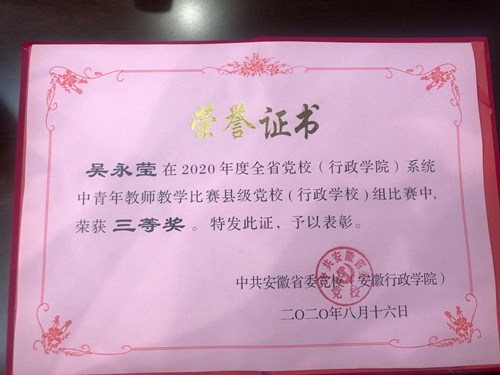 荣誉证书
吴永莹在2020年度全省党校（行政学院）系统
中青年教师教学比赛县级党校（行政学校）组比赛中，
荣获 三等奖 。特发此证，予以表彰。
中共安徽省委党校（安徽行政学院）
二〇二〇年八月十六日